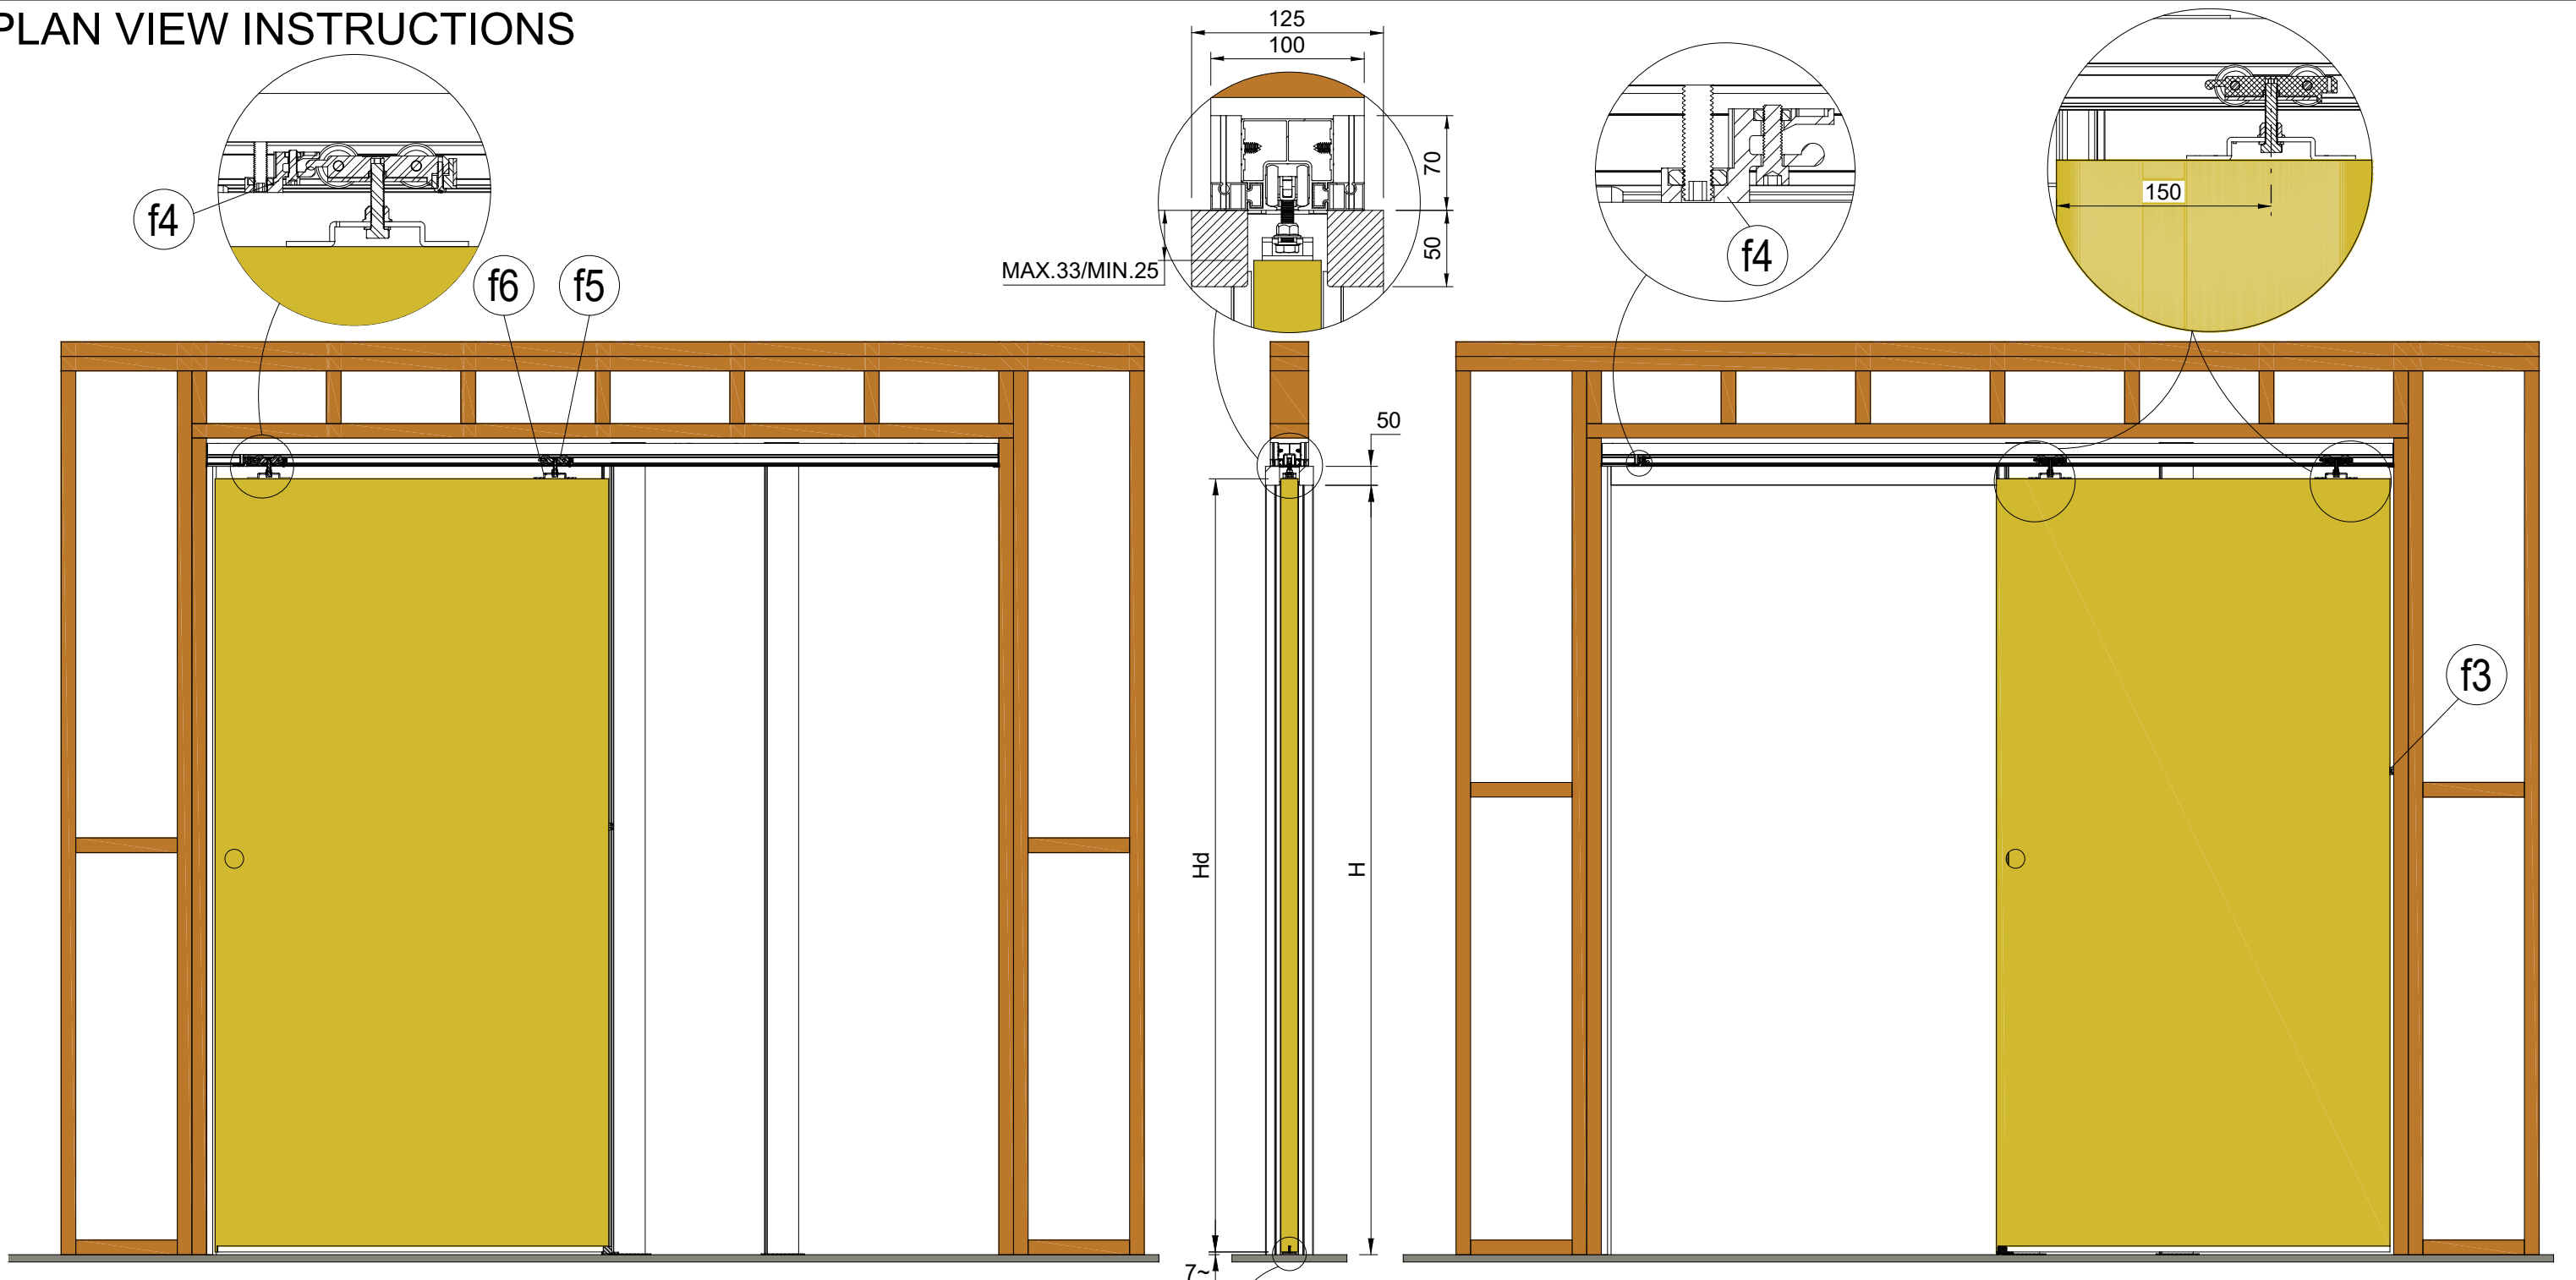 PLAN VIEW INSTRUCTIONS
125
100
70
50
MAX.33/MIN.25
f4
f6
f5
f4
150
50
f3
Hd
H
7~